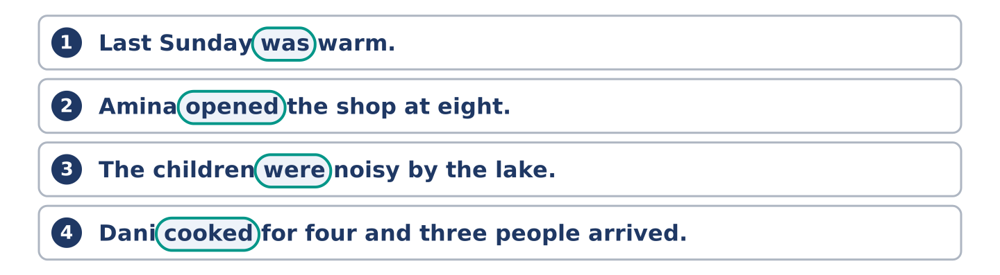 1 Last Sunday was warm.
2 Amina opened the shop at eight.
3 The children were noisy by the lake.
4 Dani cooked for four and three people arrived.